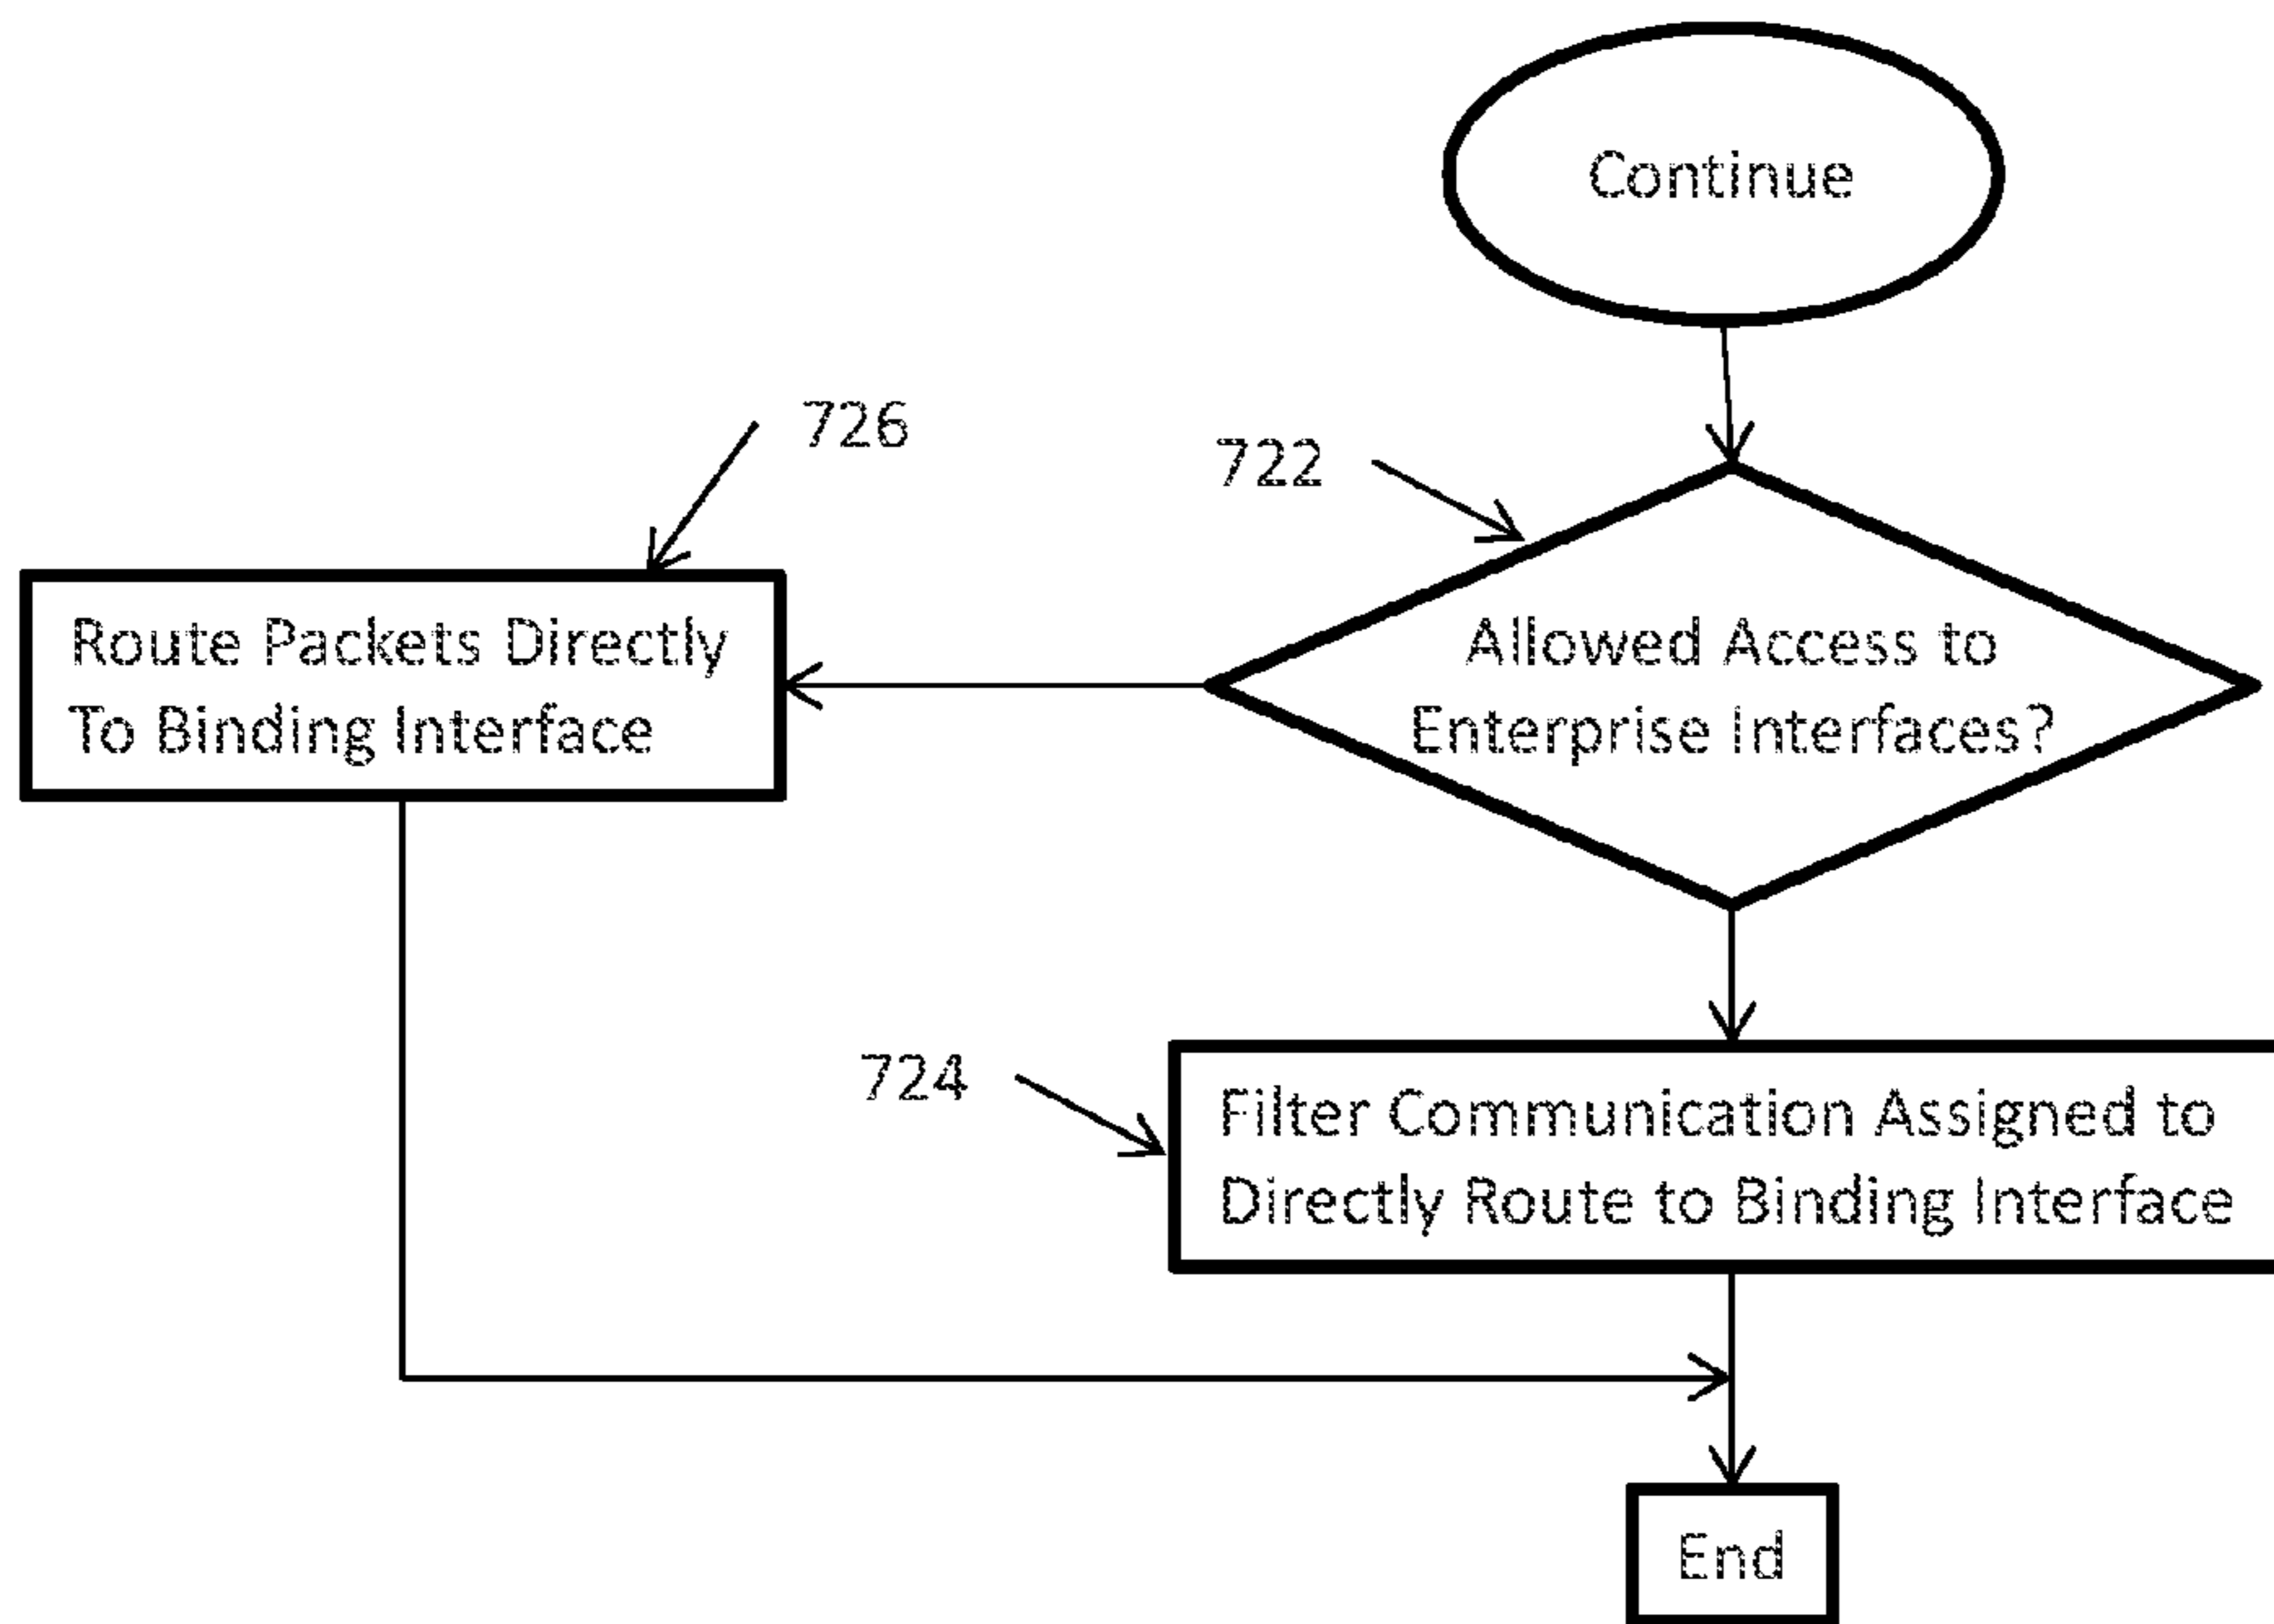 Continue
726
722
Route Packets Directly
To Binding Interface
Allowed Access to
Enterprise Interfaces?
724
Filter Communication Assigned to
Directly Route to Binding Interface
End